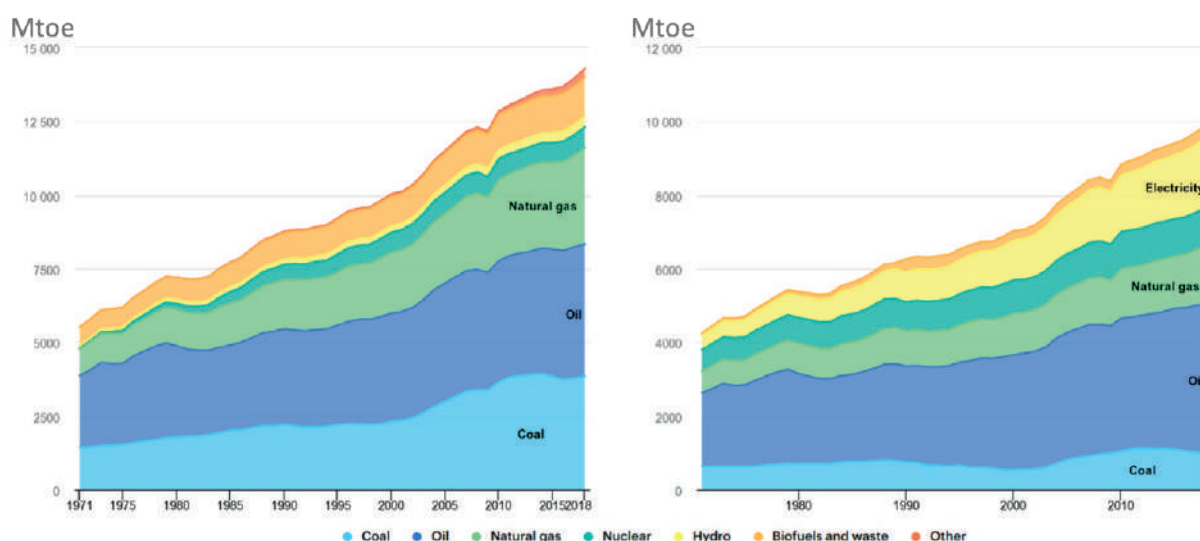 Mtoe
15 000
12 500
10 000
7500
5000
2500
0
Natural gas
Oil
Coal
1971 1975 1980 1985 1990 1995 2000 2005 2010 20152018
Mtoe
12 000
10 000
8000
6000
4000
2000
0
Electricity
Natural gas
Oi
Coal
1980 1990 2000 2010
Coal Oil Natural gas Nuclear Hydro Biofuels and waste Other